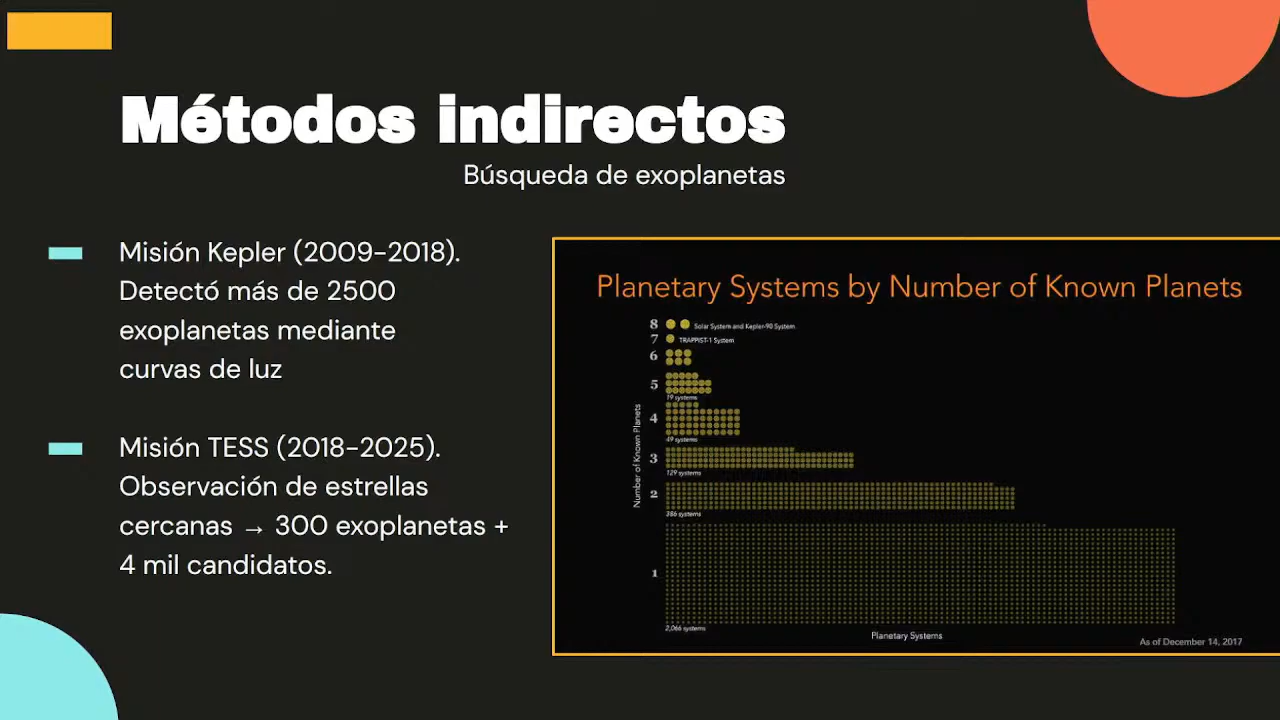 Métodos indirectos
Búsqueda de exoplanetas
Misión Kepler (2009-2018).
Detectó más de 2500
exoplanetas mediante
curvas de luz
Misión TESS (2018-2025).
Observación de estrellas
cercanas → 300 exoplanetas +
4 mil candidatos.
Planetary Systems by Number of Known Planets
Number of Known Planets
8 Solar System and Kepler-90 System
7 TRAPPIST-1 System
6
5
19 systems
4
49 systems
3
129 systems
2
386 systems
1
2,066 systems
Planetary Systems
As of December 14, 2017